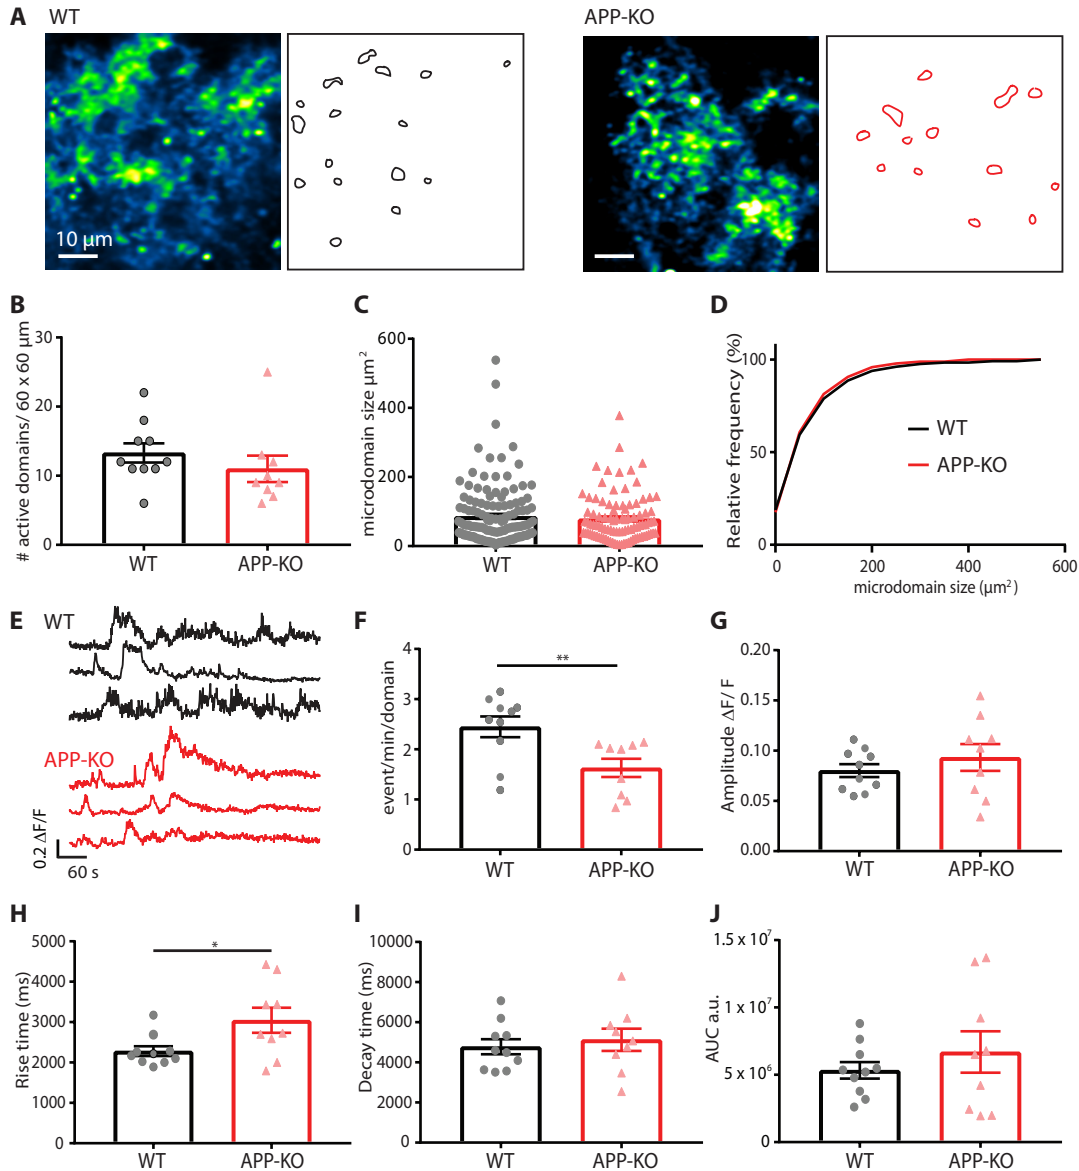 A WT APP-KO
10 µm
B C D
# active domains/ 60 x 60 µm
30
20
10
0
WT APP-KO
microdomain size µm⁻²
600
400
200
0
WT APP-KO
Relative frequency (%)
100
50
0
WT
APP-KO
0 200 400 600
microdomain size (µm²)
E F G
WT
APP-KO
0.2 ΔF/F
60 s
event/min/domain
4
3
2
1
0
**
WT APP-KO
Amplitude ΔF/ F
0.20
0.15
0.10
0.05
0.00
WT APP-KO
H I J
Rise time (ms)
5000
4000
3000
2000
1000
0
*
WT APP-KO
Decay time (ms)
10000
8000
6000
4000
2000
0
WT APP-KO
AUC a.u.
1.5 x 10⁷
1 x 10⁷
5 x 10⁶
0
WT APP-KO